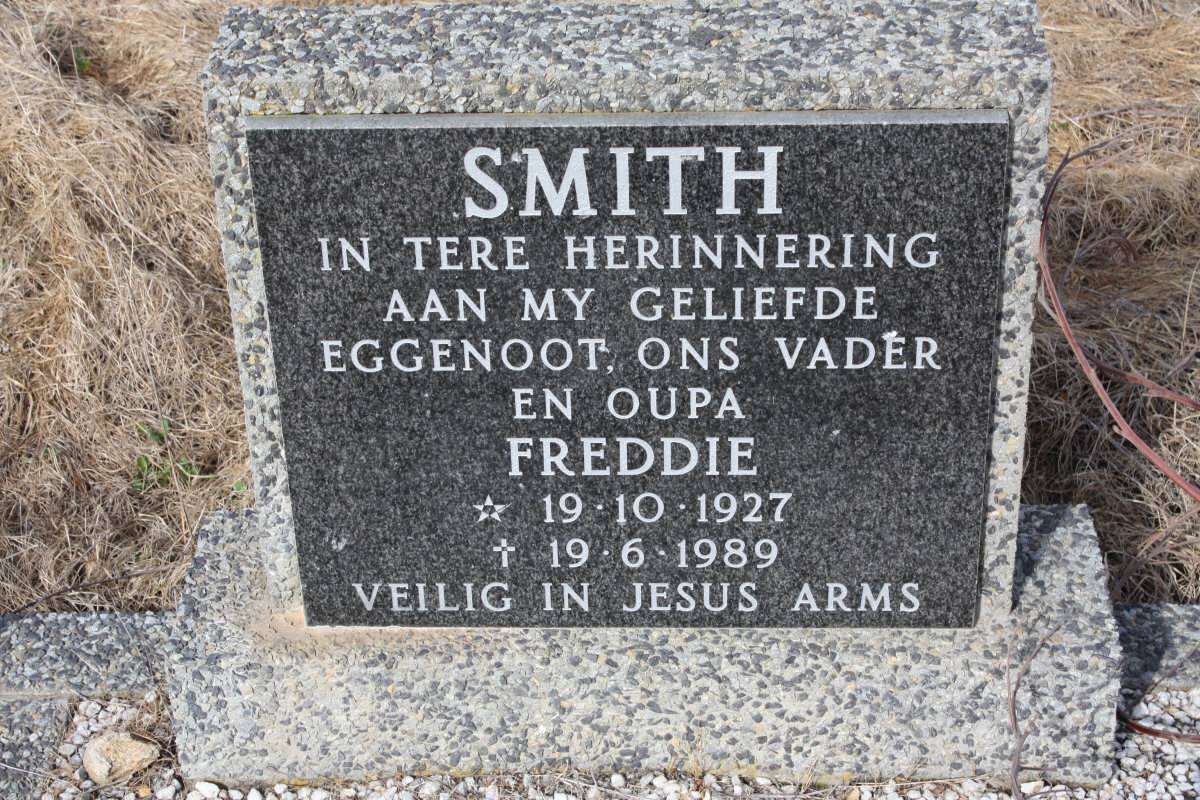 SMITH
IN TERE HERINNERING
AAN MY GELIEFDE
EGGENOOT, ONS VADER
EN OUPA
FREDDIE
☆ 19·10·1927
† 19·6·1989
VEILIG IN JESUS ARMS